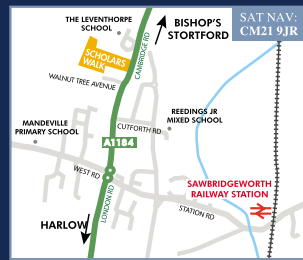 THE LEVENTHORPE
SCHOOL
BISHOP'S
STORTFORD
SAT NAV:
CM21 9JR
SCHOLARS
WALK
CAMBRIDGE RD
WALNUT TREE AVENUE
MANDEVILLE
PRIMARY SCHOOL
CUTFORTH RD
REEDINGS JR
MIXED SCHOOL
A1184
WEST RD
LONDON RD
SAWBRIDGEWORTH
RAILWAY STATION
STATION RD
HARLOW